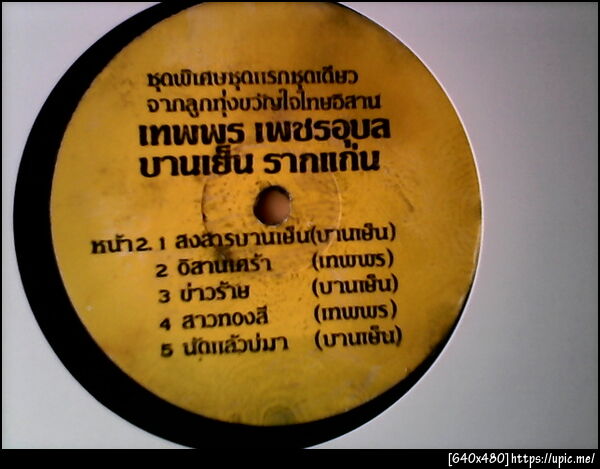 ชุดพิเศษชุดแรกชุดเดียว
จากลูกทุ่งขวัญใจไทยอิสาน
เทพพร เพชรอุบล
บานเย็น รากแก่น
หน้า 2. 1 สงสารบานเย็น (บานเย็น)
2 อิสานเศร้า (เทพพร)
3 ข่าวร้าย (บานเย็น)
4 สาวทองสี (เทพพร)
5 นัดแล้วบ่มา (บานเย็น)
[640x480] https://upic.me/